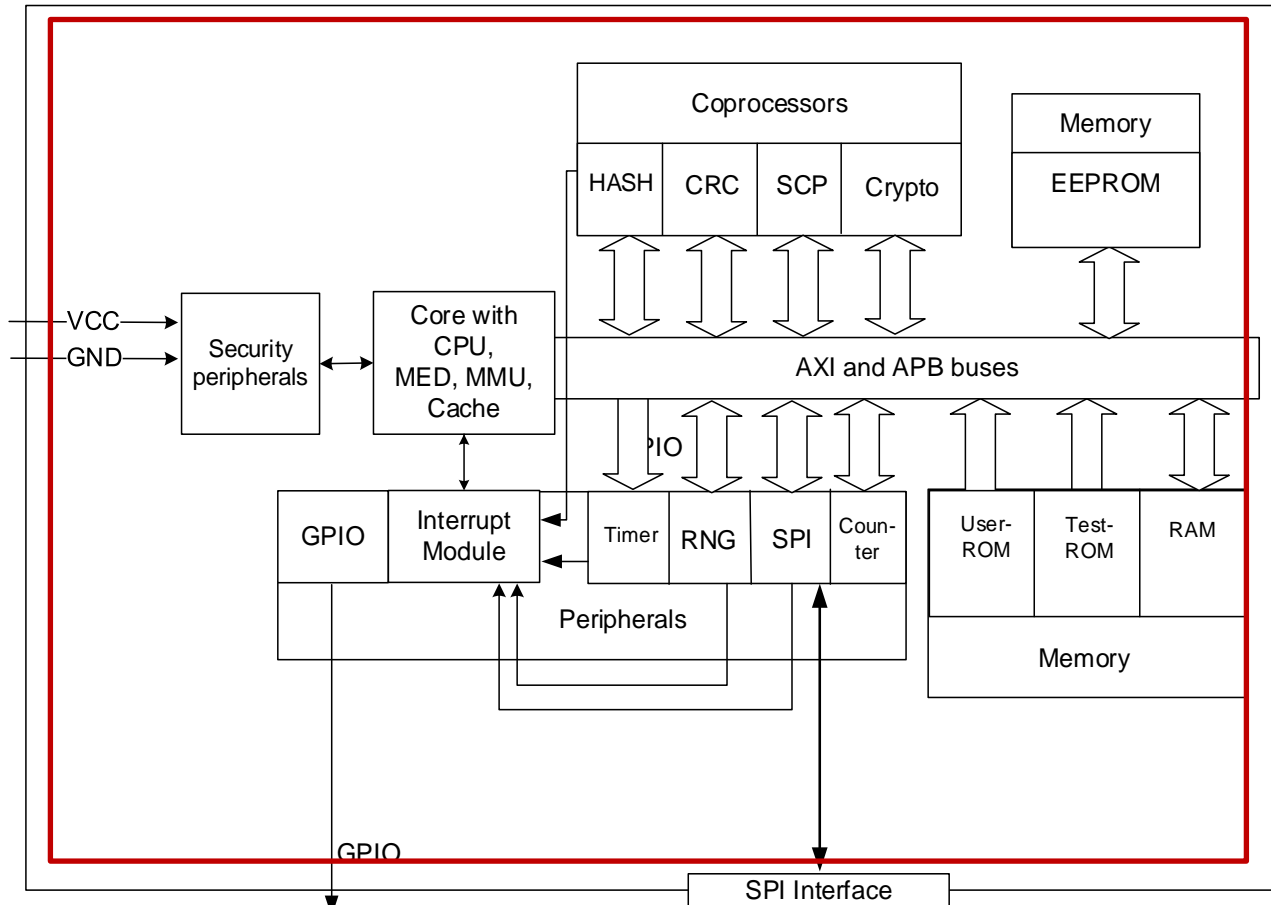 Coprocessors
HASH
CRC
SCP
Crypto
Memory
EEPROM
VCC
GND
Security
peripherals
Core with
CPU,
MED, MMU,
Cache
AXI and APB buses
PIO
GPIO
Interrupt
Module
Timer
RNG
SPI
Coun-
ter
Peripherals
User-
ROM
Test-
ROM
RAM
Memory
GPIO
SPI Interface